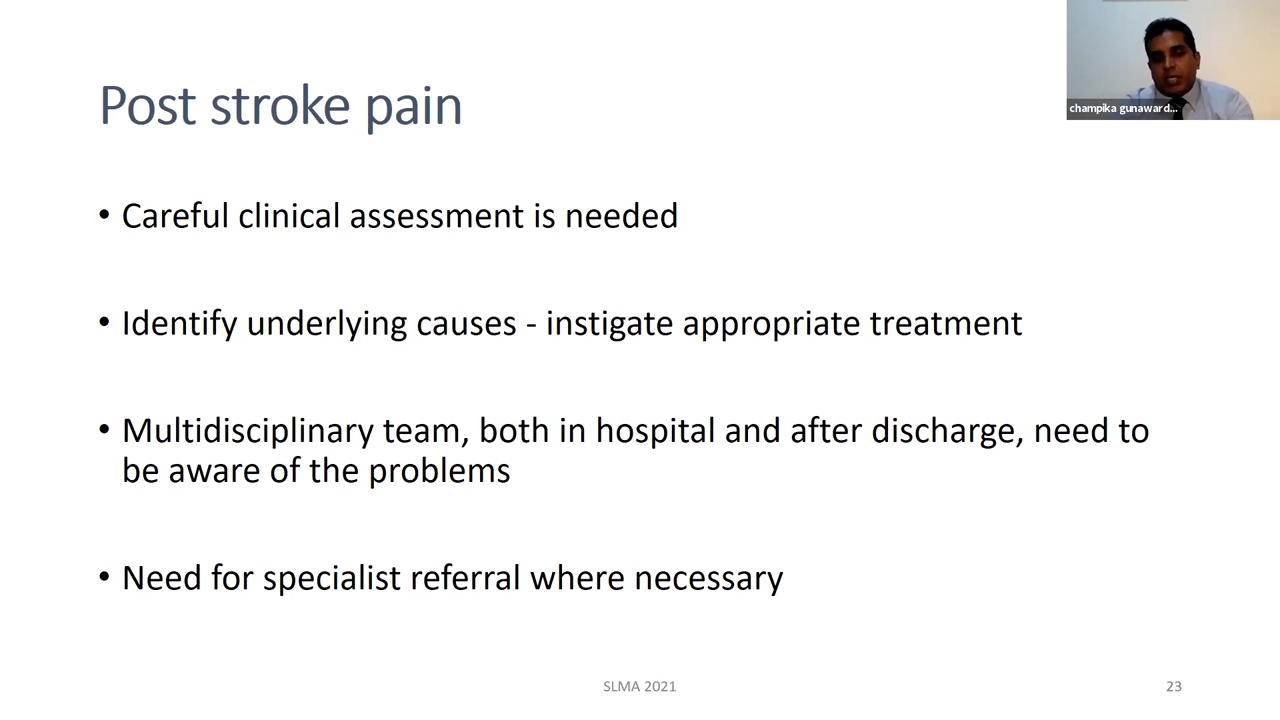 champika gunaward...
Post stroke pain
• Careful clinical assessment is needed
• Identify underlying causes - instigate appropriate treatment
• Multidisciplinary team, both in hospital and after discharge, need to
be aware of the problems
• Need for specialist referral where necessary
SLMA 2021
23